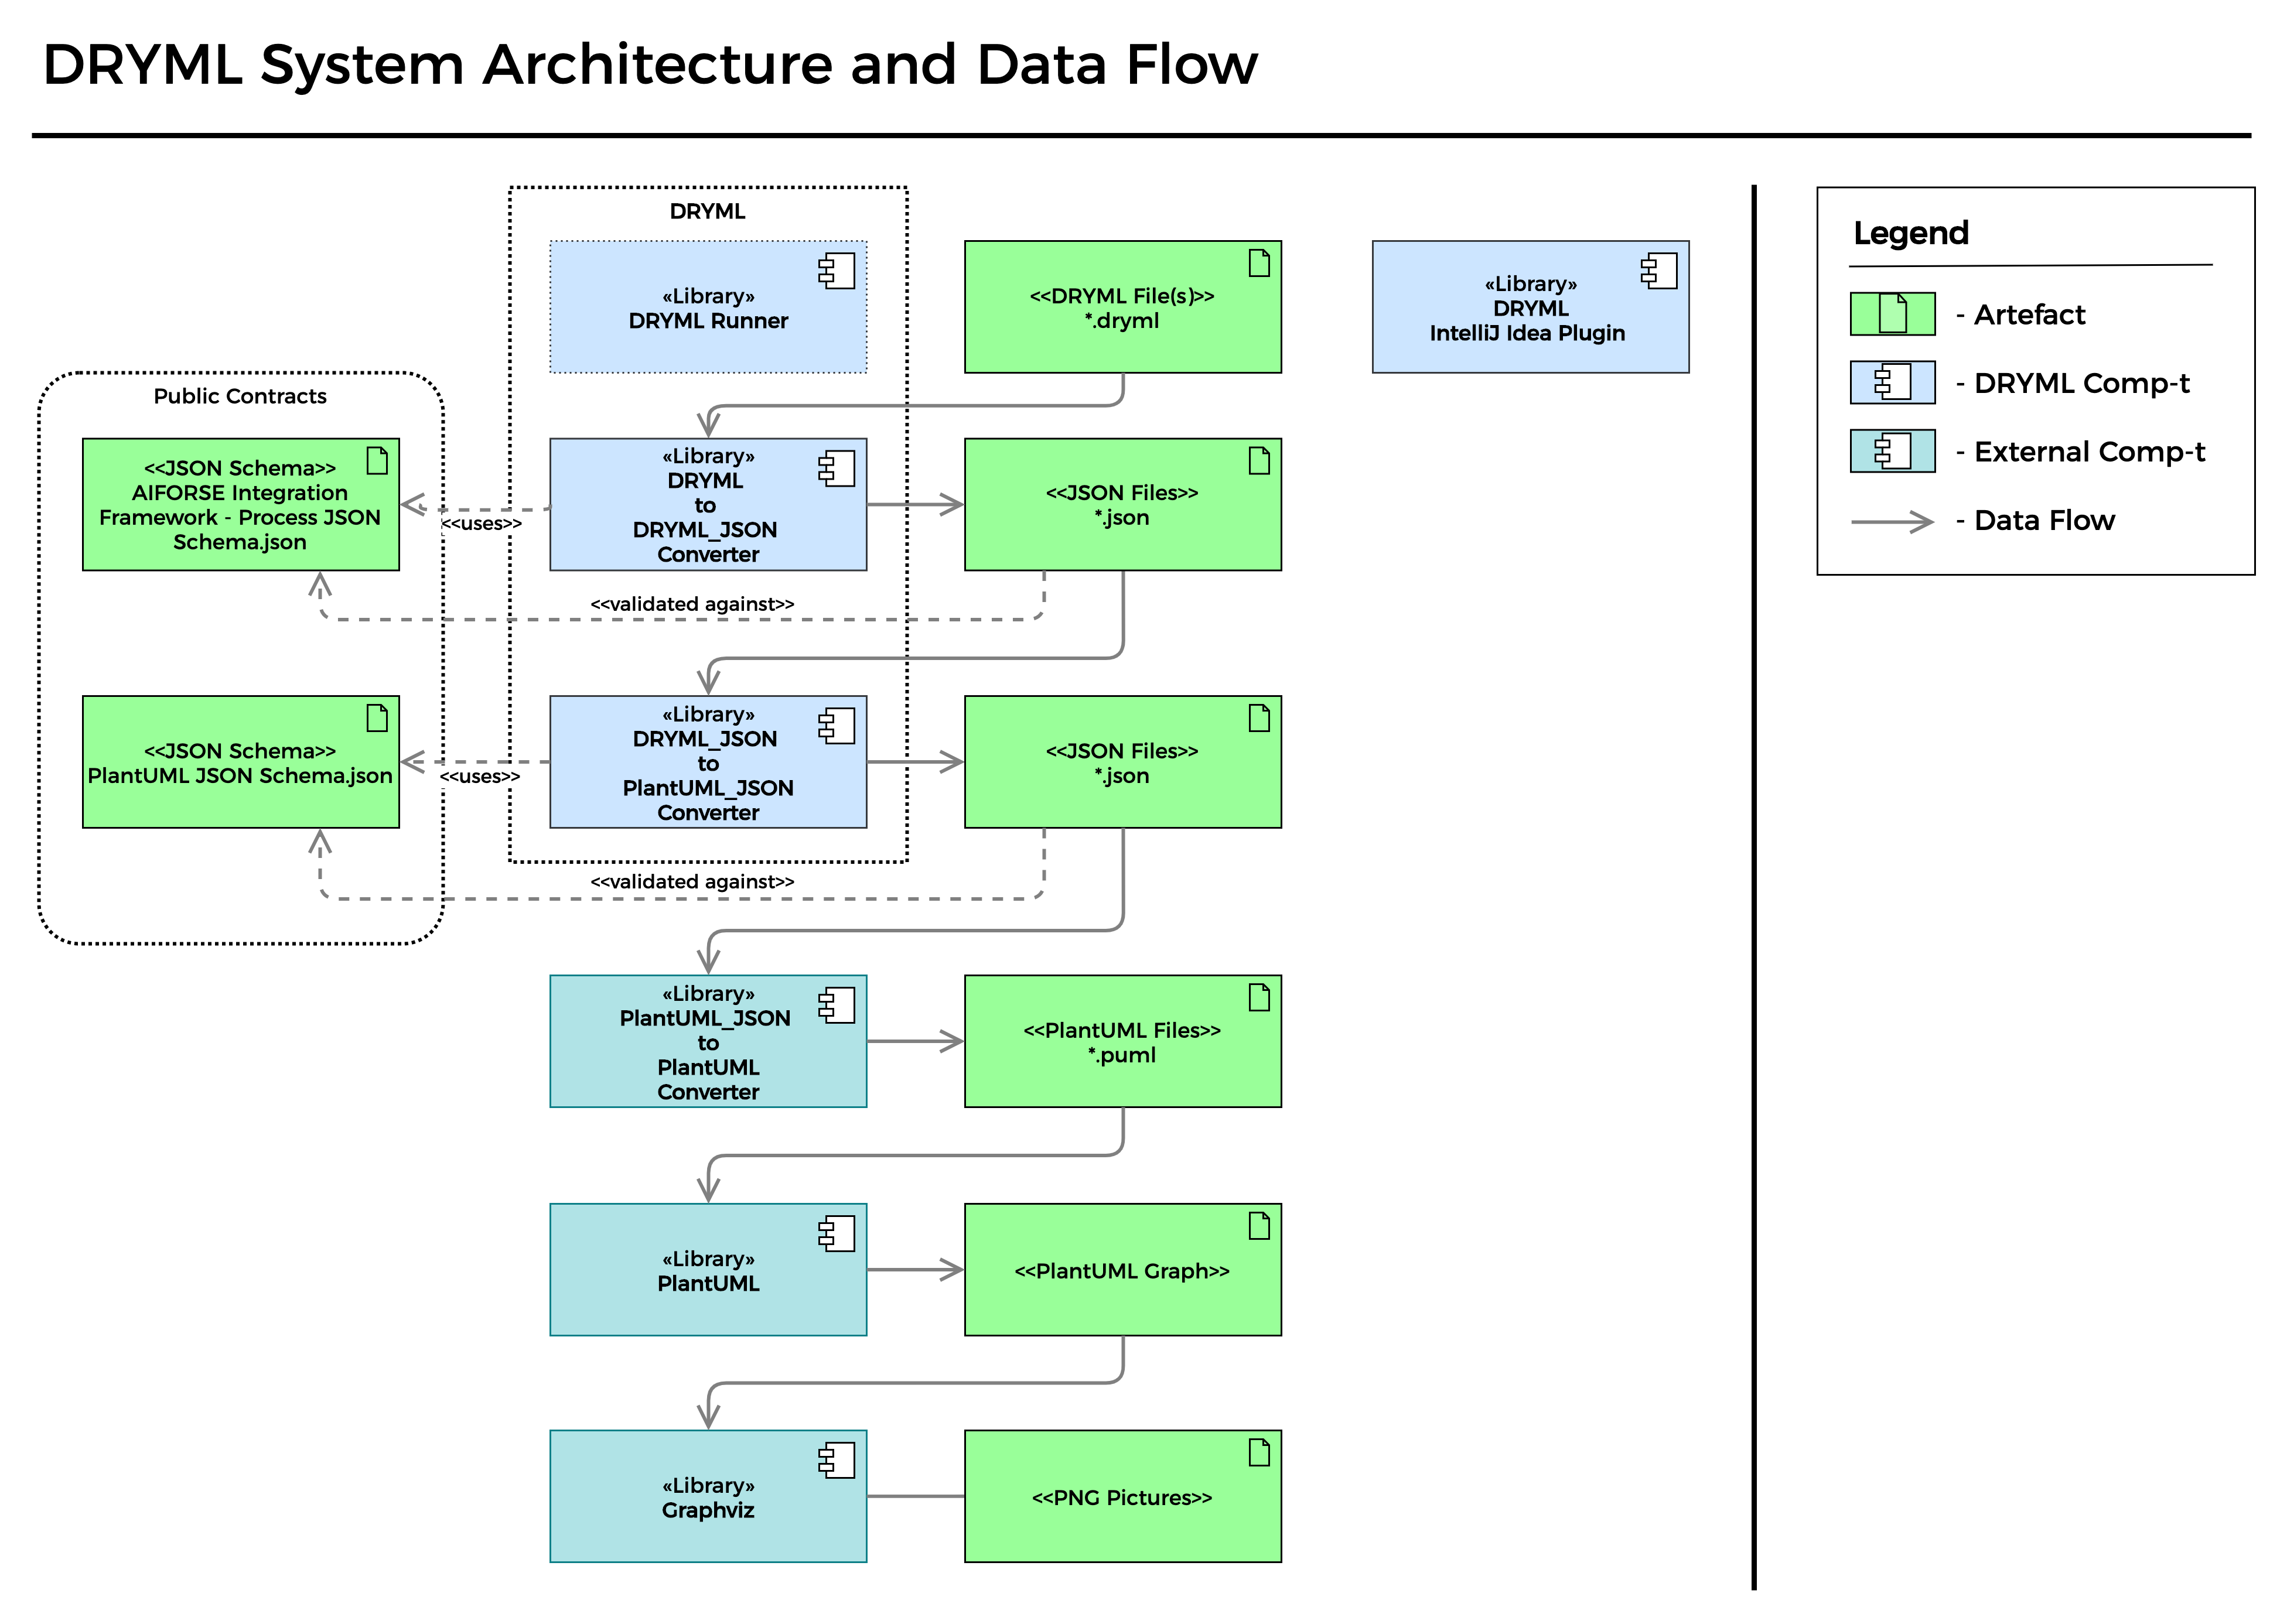 DRYML System Architecture and Data Flow
DRYML
«Library»
DRYML Runner
<<DRYML File(s)>>
*.dryml
«Library»
DRYML
IntelliJ Idea Plugin
Legend
- Artefact
- DRYML Comp-t
- External Comp-t
- Data Flow
Public Contracts
<<JSON Schema>>
AIFORSE Integration
Framework - Process JSON
Schema.json
<<uses>>
«Library»
DRYML
to
DRYML_JSON
Converter
<<JSON Files>>
*.json
<<validated against>>
<<JSON Schema>>
PlantUML JSON Schema.json
<<uses>>
«Library»
DRYML_JSON
to
PlantUML_JSON
Converter
<<JSON Files>>
*.json
<<validated against>>
«Library»
PlantUML_JSON
to
PlantUML
Converter
<<PlantUML Files>>
*.puml
«Library»
PlantUML
<<PlantUML Graph>>
«Library»
Graphviz
<<PNG Pictures>>